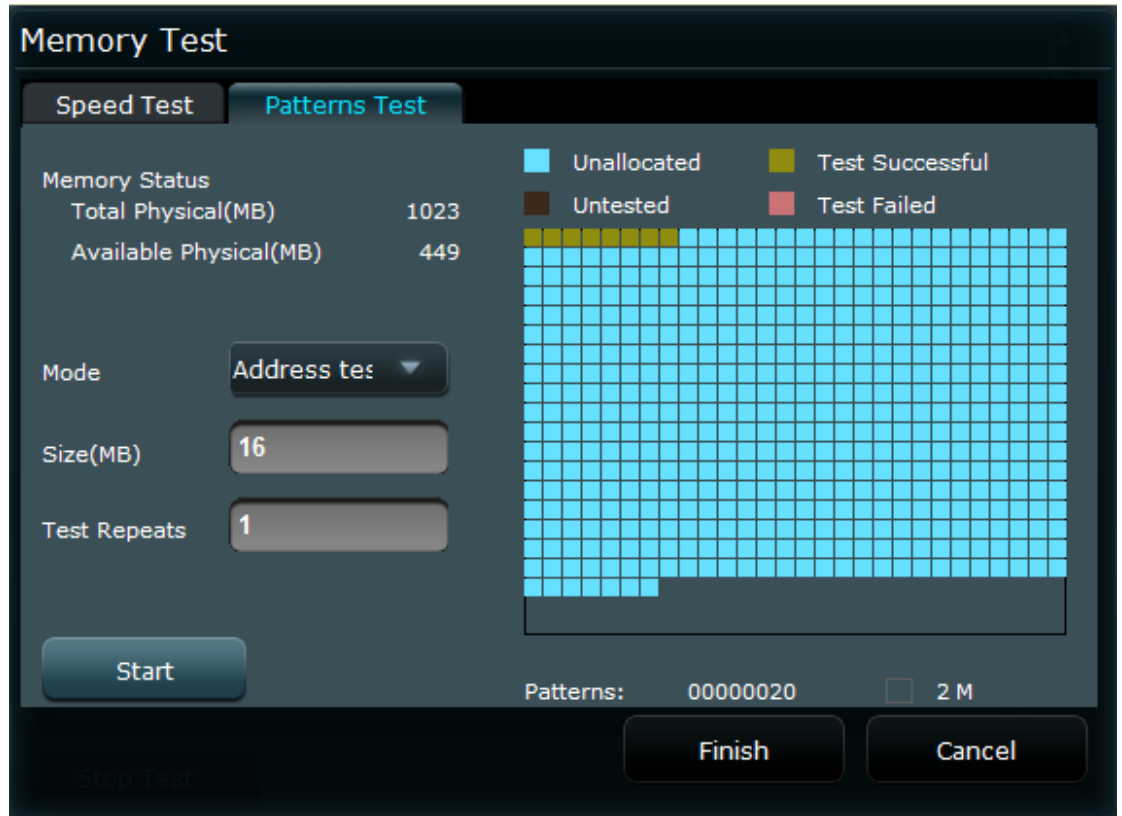 Memory Test
Speed Test Patterns Test
Memory Status
Total Physical(MB) 1023
Available Physical(MB) 449
Mode Address tes
Size(MB) 16
Test Repeats 1
Start
Unallocated Test Successful
Untested Test Failed
Patterns: 00000020 2 M
Finish Cancel
Stop Test